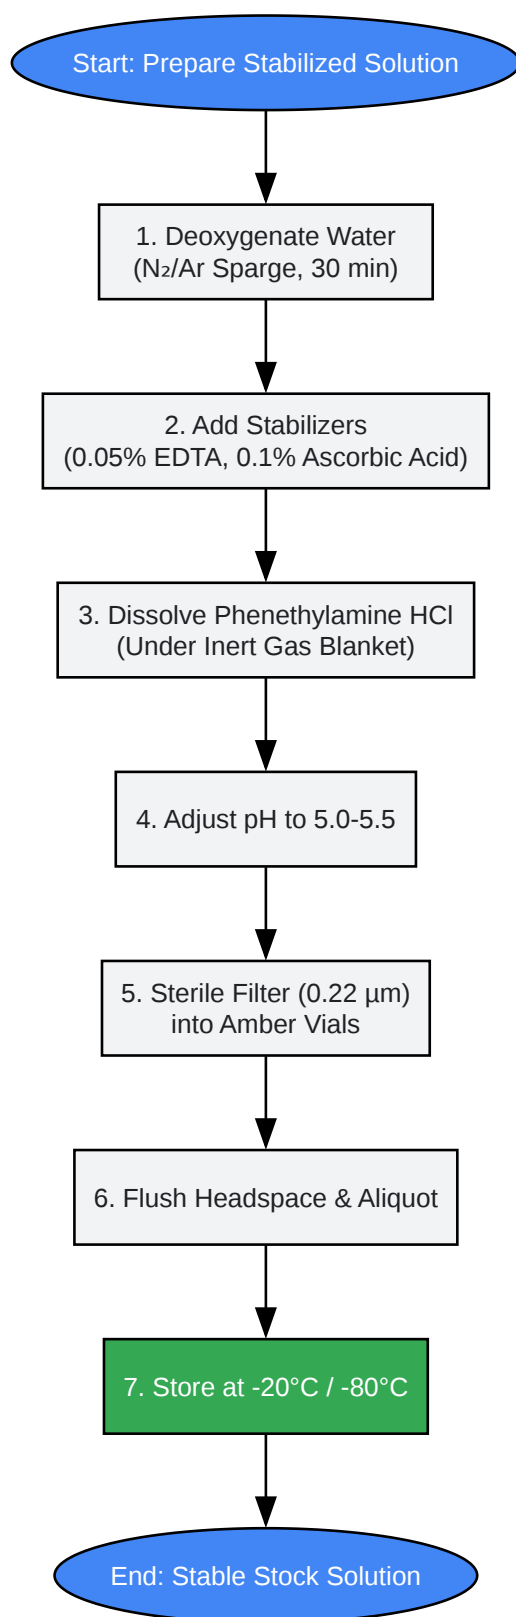 Start: Prepare Stabilized Solution
1. Deoxygenate Water
(N₂/Ar Sparge, 30 min)
2. Add Stabilizers
(0.05% EDTA, 0.1% Ascorbic Acid)
3. Dissolve Phenethylamine HCl
(Under Inert Gas Blanket)
4. Adjust pH to 5.0-5.5
5. Sterile Filter (0.22 µm)
into Amber Vials
6. Flush Headspace & Aliquot
7. Store at -20°C / -80°C
End: Stable Stock Solution